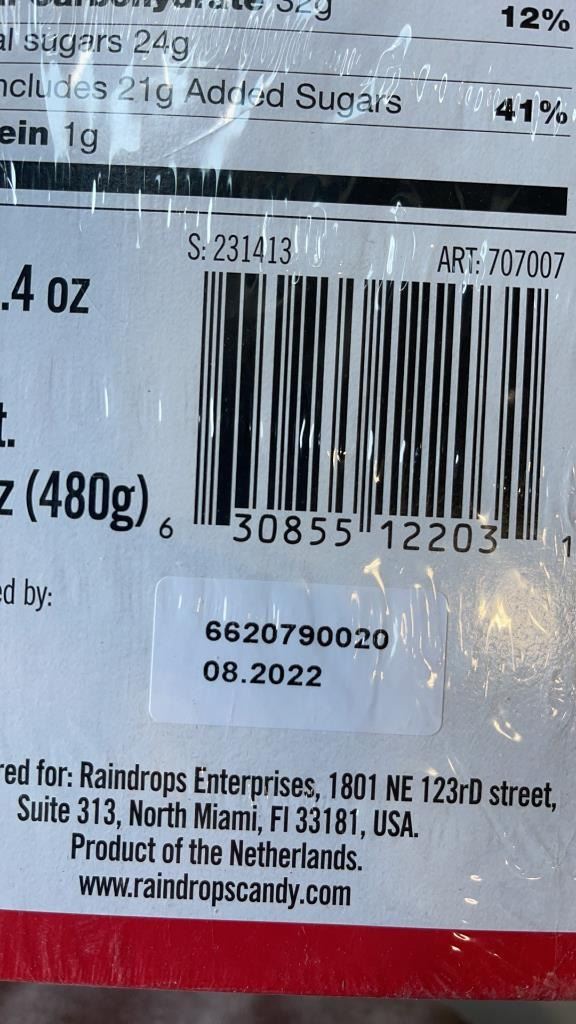 32g 12%
al sugars 24g
ncludes 21g Added Sugars 41%
ein 1g
S: 231413 ART: 707007
.4 oz
t.
z (480g)
6 30855 12203 1
ed by:
6620790020
08.2022
red for: Raindrops Enterprises, 1801 NE 123rD street,
Suite 313, North Miami, Fl 33181, USA.
Product of the Netherlands.
www.raindropscandy.com